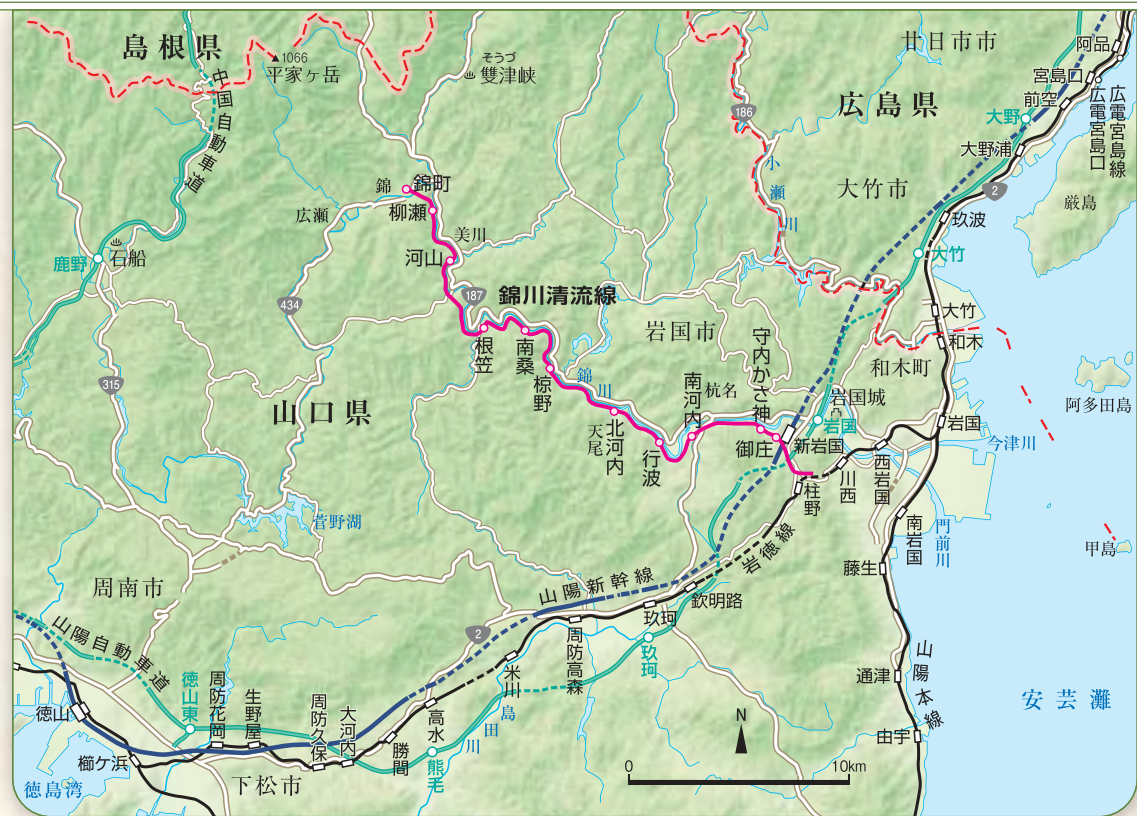 島根県
▲1066
平家ヶ岳
そうづ
雙津峡
中国自動車道
廿日市市
広島県
阿品
宮島口
前空
広電宮島口
広電宮島線
大野
大野浦
186
小瀬川
大竹市
2
厳島
玖波
錦
錦町
広瀬
柳瀬
美川
河山
鹿野
石船
大竹
187
錦川清流線
434
大竹
和木
岩国市
守内かさ神
和木町
根笠
南桑
椋野
錦川
南河内
杭名
岩国城
阿多田島
315
山口県
天尾
北河内
行波
御庄
新岩国
岩国
岩国
今津川
西岩国
川西
柱野
菅野湖
南岩国
門前川
甲島
岩徳線
藤生
周南市
山陽新幹線
欽明路
玖珂
玖珂
2
周防高森
山陽自動車道
米川
通津
山陽本線
安芸灘
徳山東
周防花岡
生野屋
周防久保
大河内
高水
島田川
徳山
由宇
N
勝間
熊毛
櫛ケ浜
0
10km
下松市
徳島湾